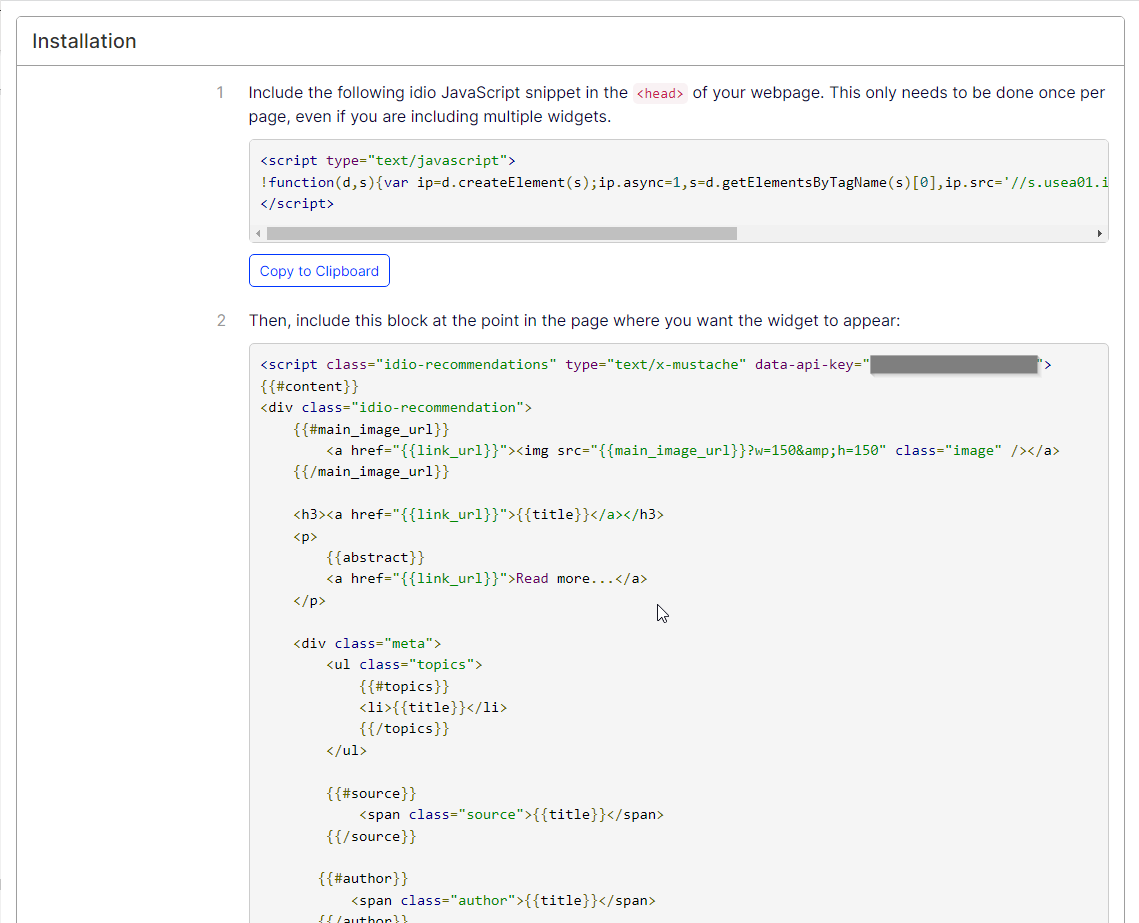 Installation
1 Include the following idio JavaScript snippet in the <head> of your webpage. This only needs to be done once per
page, even if you are including multiple widgets.
<script type="text/javascript">
!function(d,s){var ip=d.createElement(s);ip.async=1,s=d.getElementsByTagName(s)[0],ip.src='//s.usea01.i
</script>
Copy to Clipboard
2 Then, include this block at the point in the page where you want the widget to appear:
<script class="idio-recommendations" type="text/x-mustache" data-api-key=" ">
{{#content}}
<div class="idio-recommendation">
    {{#main_image_url}}
        <a href="{{link_url}}"><img src="{{main_image_url}}?w=150&amp;h=150" class="image" /></a>
    {{/main_image_url}}
    <h3><a href="{{link_url}}">{{title}}</a></h3>
    <p>
        {{abstract}}
        <a href="{{link_url}}">Read more...</a>
    </p>
    <div class="meta">
        <ul class="topics">
            {{#topics}}
            <li>{{title}}</li>
            {{/topics}}
        </ul>
        {{#source}}
            <span class="source">{{title}}</span>
        {{/source}}
       {{#author}}
           <span class="author">{{title}}</span>
       {{/author}}